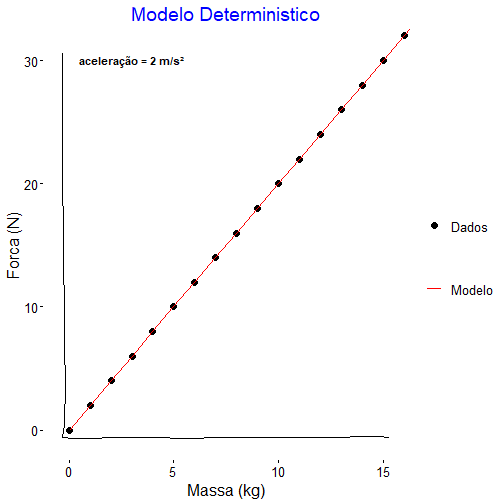 Modelo Deterministico
aceleração = 2 m/s²
30
20
10
0
Forca (N)
0 5 10 15
Massa (kg)
Dados
Modelo